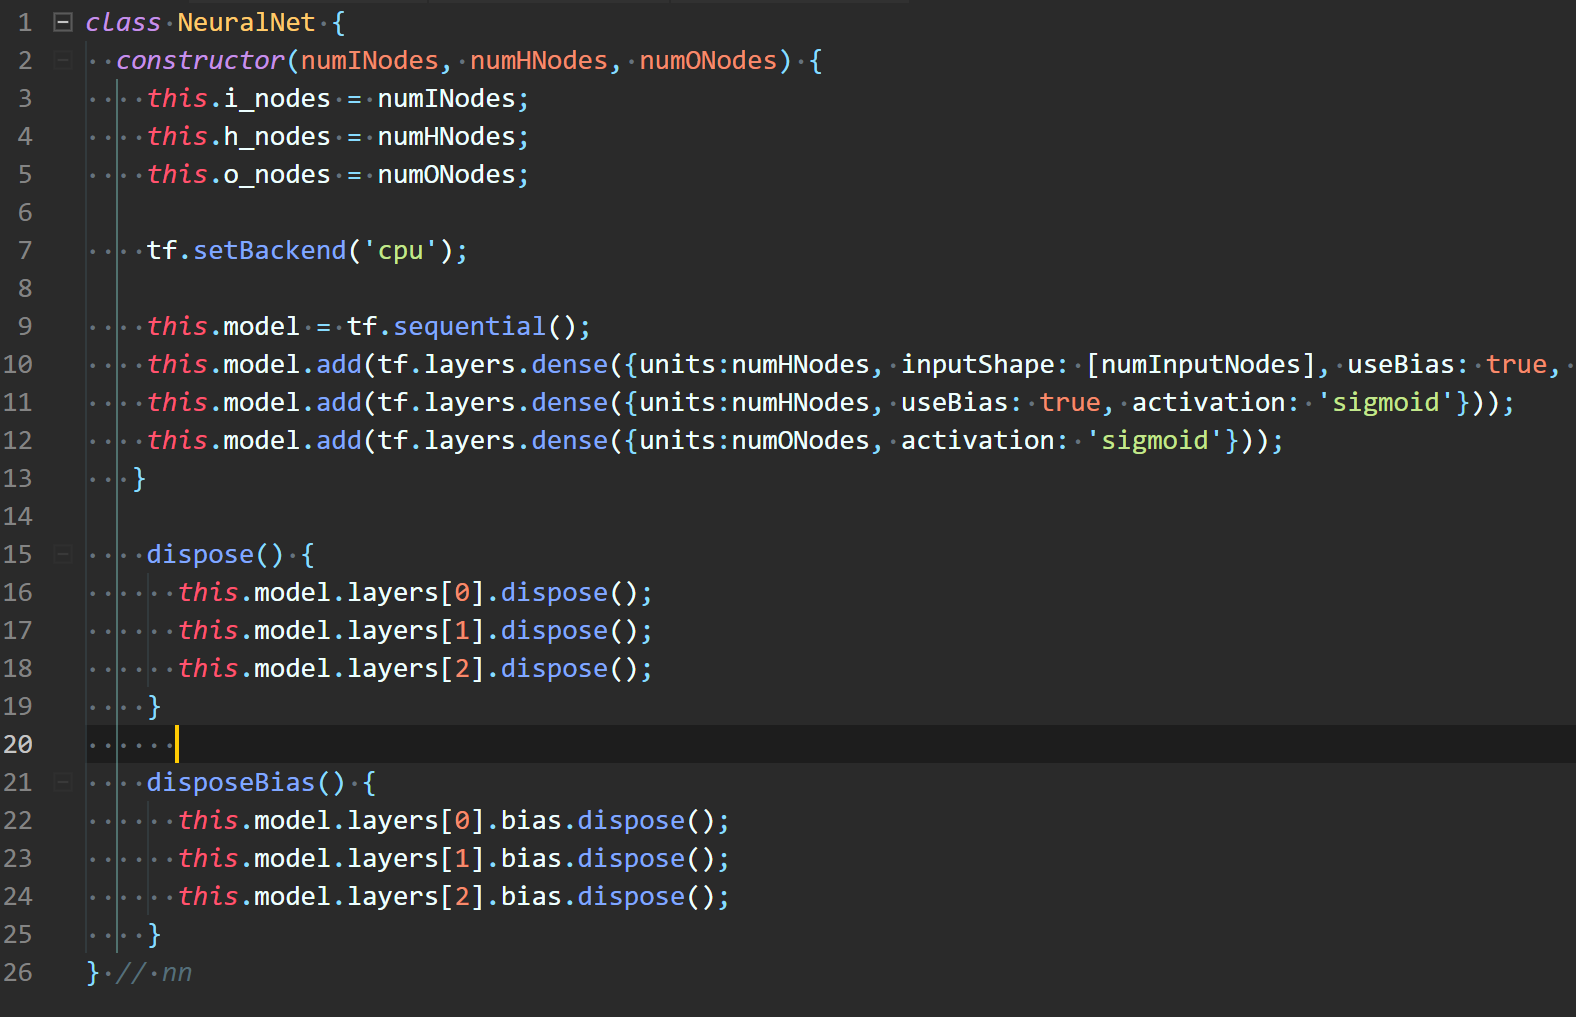 1 class NeuralNet {
2   constructor(numINodes, numHNodes, numONodes) {
3     this.i_nodes = numINodes;
4     this.h_nodes = numHNodes;
5     this.o_nodes = numONodes;
6
7     tf.setBackend('cpu');
8
9     this.model = tf.sequential();
10     this.model.add(tf.layers.dense({units:numHNodes, inputShape: [numInputNodes], useBias: true,
11     this.model.add(tf.layers.dense({units:numHNodes, useBias: true, activation: 'sigmoid'}));
12     this.model.add(tf.layers.dense({units:numONodes, activation: 'sigmoid'}));
13    }
14
15     dispose() {
16       this.model.layers[0].dispose();
17       this.model.layers[1].dispose();
18       this.model.layers[2].dispose();
19     }
20
21     disposeBias() {
22       this.model.layers[0].bias.dispose();
23       this.model.layers[1].bias.dispose();
24       this.model.layers[2].bias.dispose();
25     }
26 } // nn